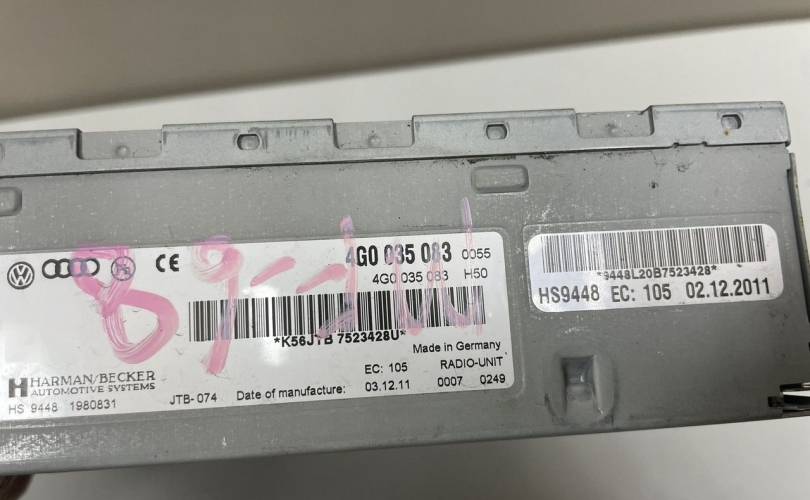 CE
4G0 035 083 0055
4G0 035 083 H50
*K56JTB 7523428U*
Made in Germany
EC: 105 RADIO-UNIT
HARMAN/BECKER
AUTOMOTIVE SYSTEMS
HS 9448 1980831
JTB-074 Date of manufacture: 03.12.11 0007 0249
*9448L20B7523428*
HS9448 EC: 105 02.12.2011